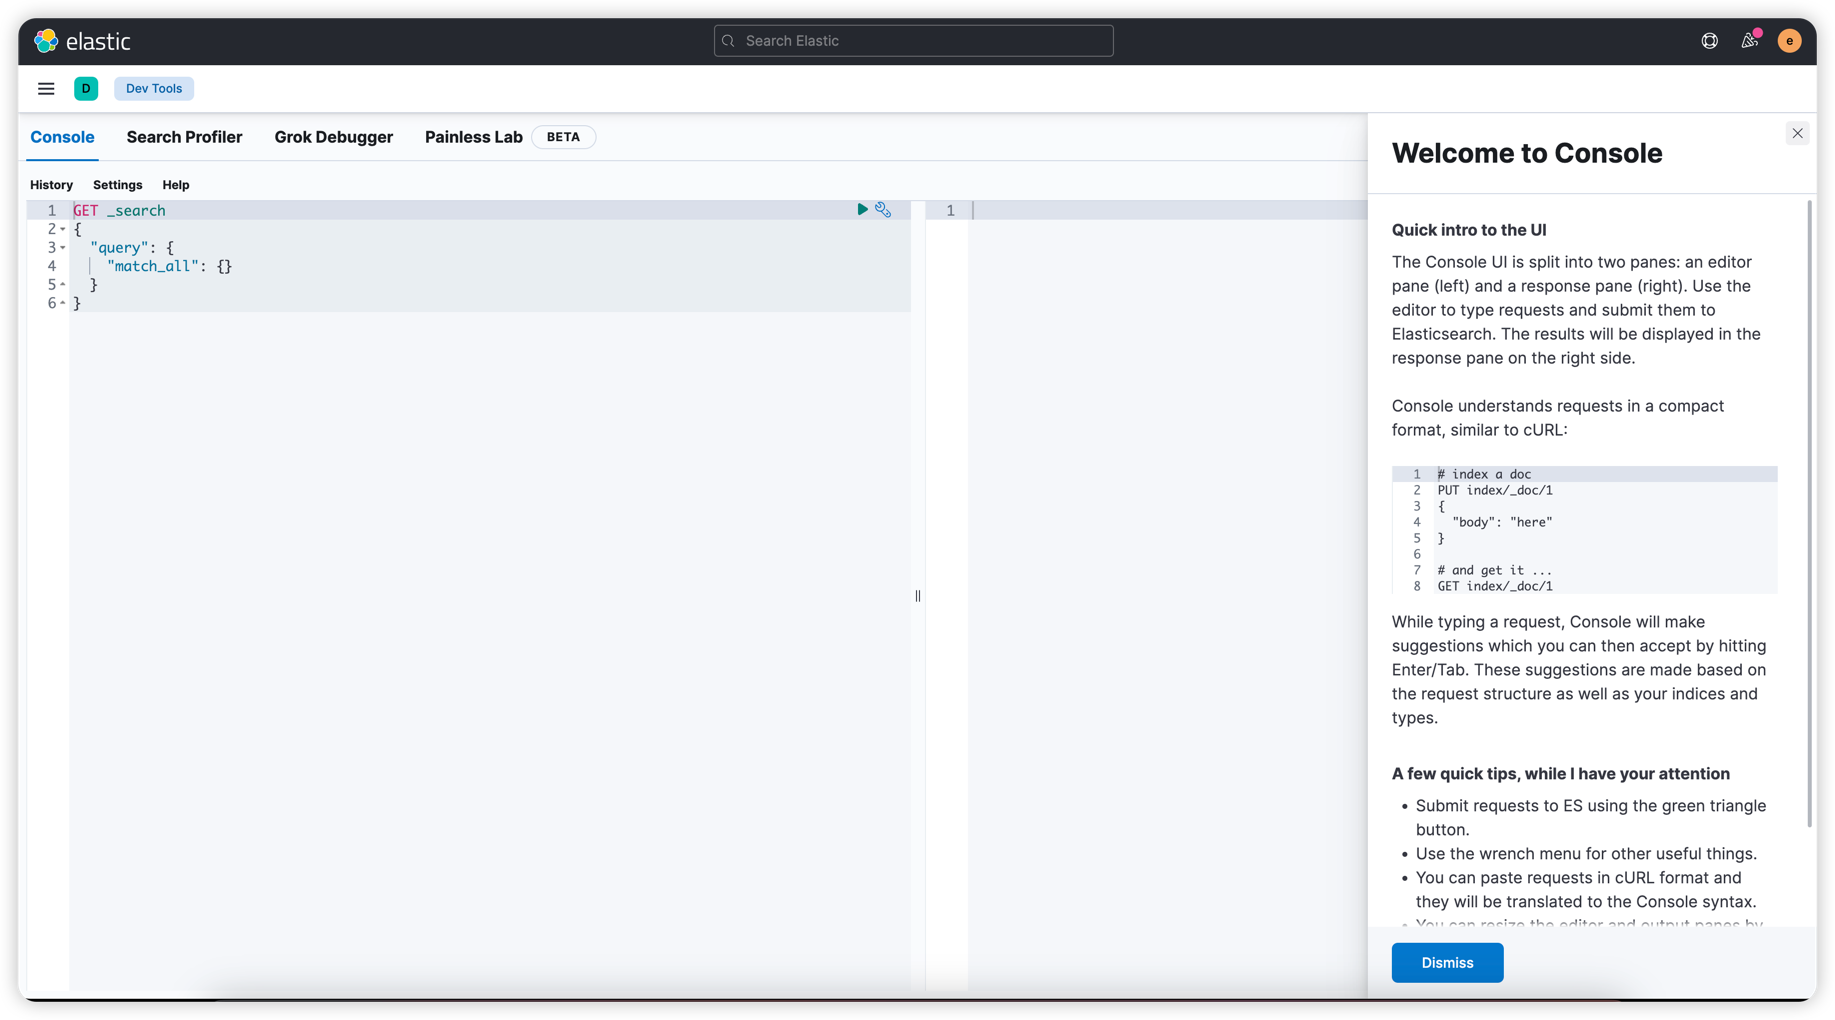 elastic
Search Elastic
e
D
Dev Tools
Console
Search Profiler
Grok Debugger
Painless Lab
BETA
History
Settings
Help
1 GET _search
2 {
3   "query": {
4     "match_all": {}
5   }
6 }
1
Welcome to Console
Quick intro to the UI
The Console UI is split into two panes: an editor
pane (left) and a response pane (right). Use the
editor to type requests and submit them to
Elasticsearch. The results will be displayed in the
response pane on the right side.
Console understands requests in a compact
format, similar to cURL:
1 # index a doc
2 PUT index/_doc/1
3 {
4   "body": "here"
5 }
6
7 # and get it ...
8 GET index/_doc/1
While typing a request, Console will make
suggestions which you can then accept by hitting
Enter/Tab. These suggestions are made based on
the request structure as well as your indices and
types.
A few quick tips, while I have your attention
• Submit requests to ES using the green triangle
button.
• Use the wrench menu for other useful things.
• You can paste requests in cURL format and
they will be translated to the Console syntax.
• You can resize the editor and output panes by
Dismiss